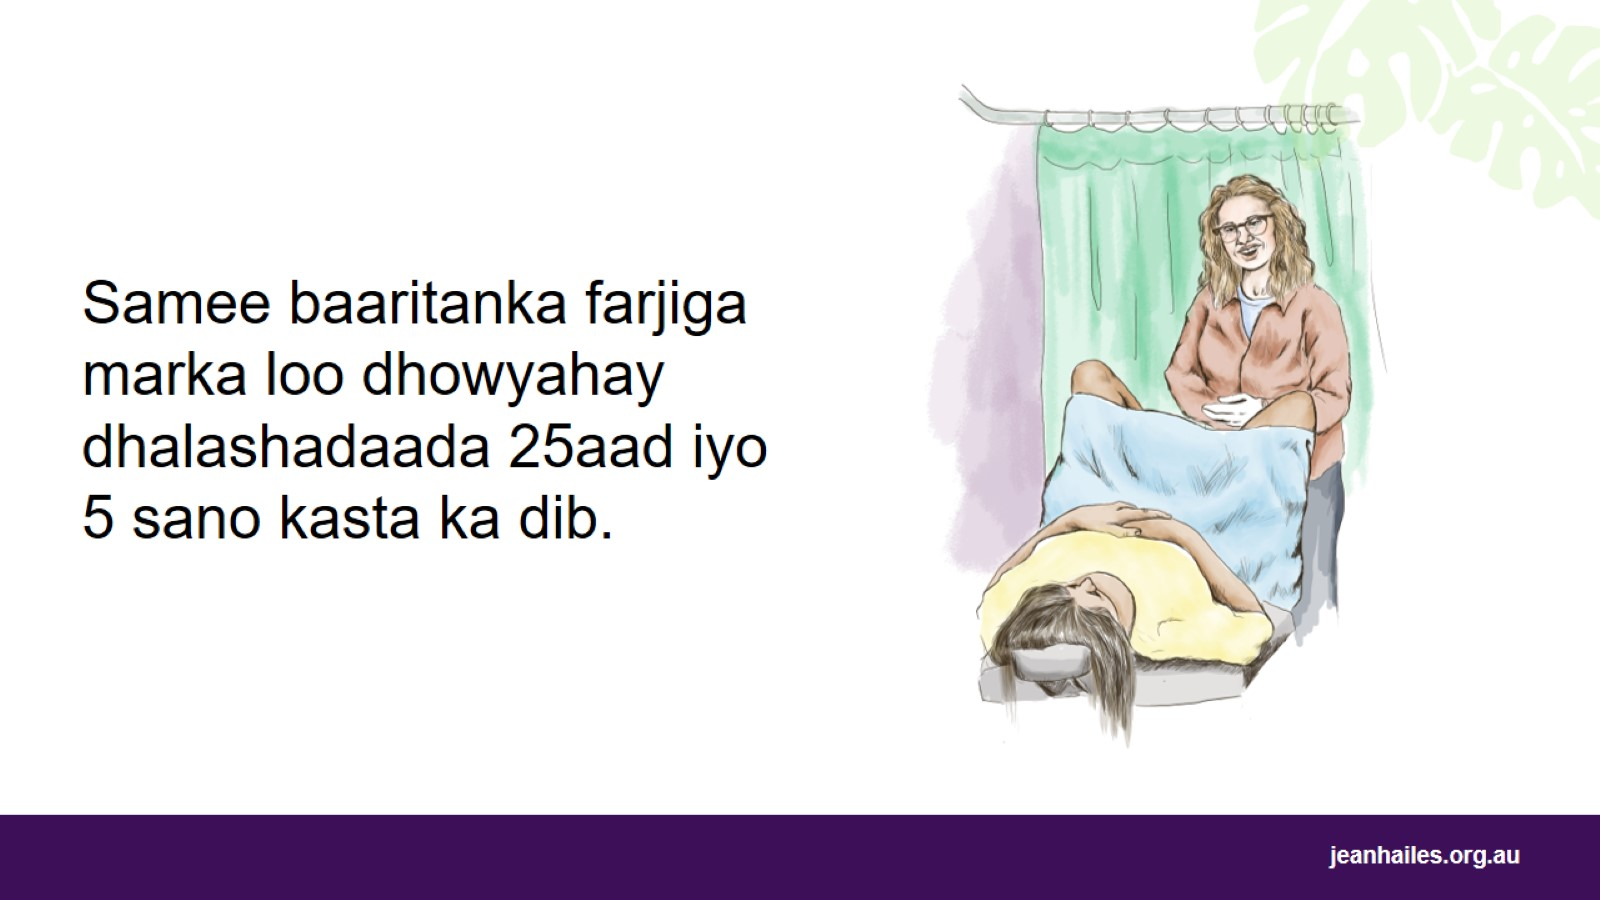 Samee baaritanka farjiga
marka loo dhowyahay
dhalashadaada 25aad iyo
5 sano kasta ka dib.
jeanhailes.org.au